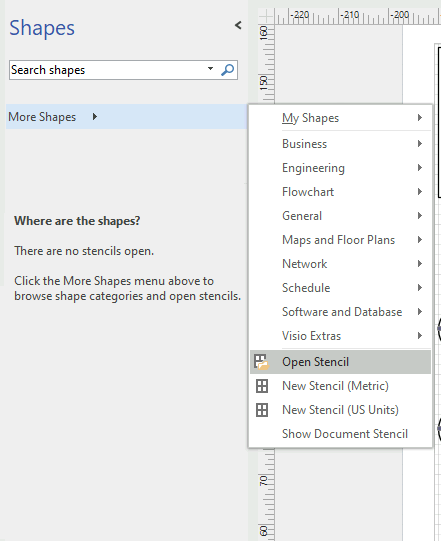 Shapes
-220 -210 -200
160
Search shapes
150
More Shapes
My Shapes
Business
Engineering
Flowchart
General
Maps and Floor Plans
Network
Schedule
Software and Database
Visio Extras
Open Stencil
New Stencil (Metric)
New Stencil (US Units)
Show Document Stencil
Where are the shapes?
There are no stencils open.
Click the More Shapes menu above to
browse shape categories and open stencils.
70
60